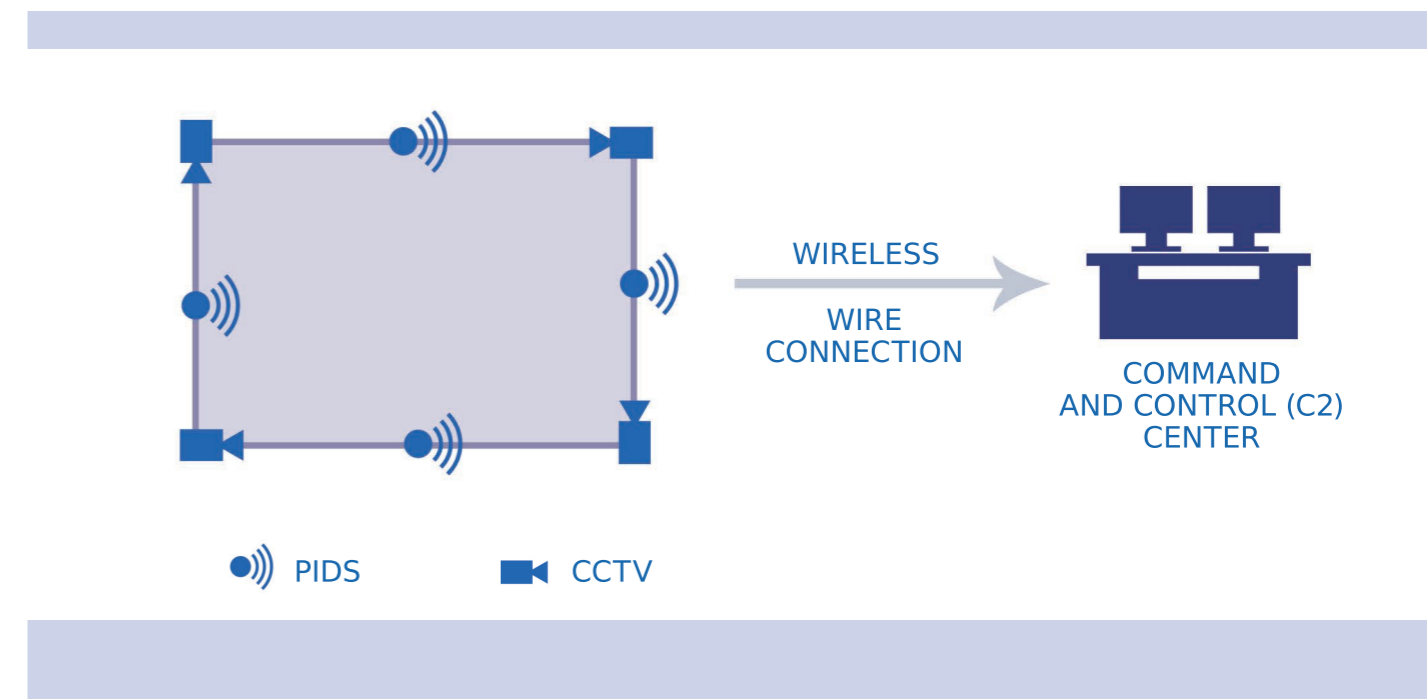 WIRELESS
WIRE
CONNECTION
COMMAND
AND CONTROL (C2)
CENTER
PIDS
CCTV